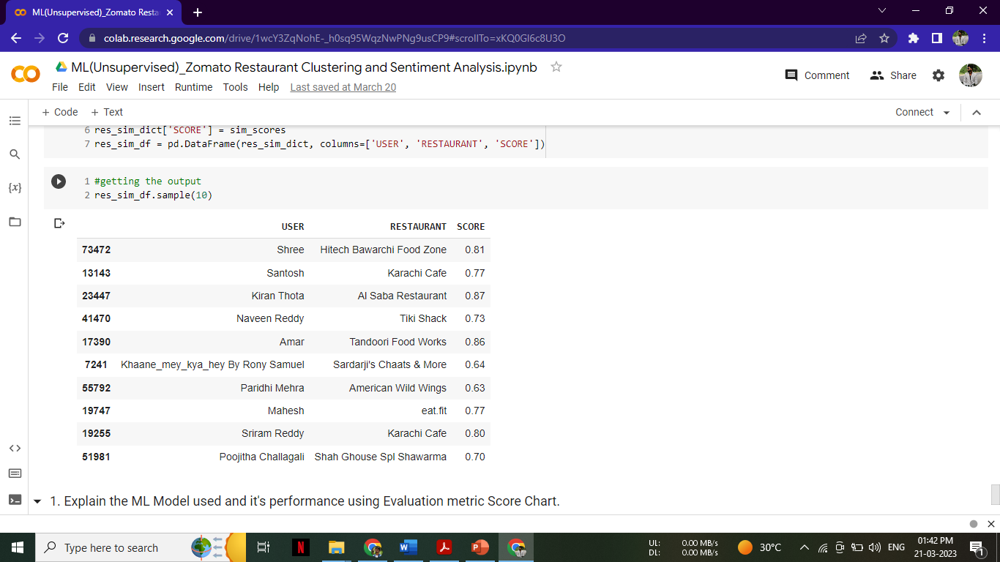 ML(Unsupervised)_Zomato Resta
colab.research.google.com/drive/1wcY3ZqNohE-_h0sq95WqzNwPNg9usCP9#scrollTo=xKQ0Gl6c8U3O
ML(Unsupervised)_Zomato Restaurant Clustering and Sentiment Analysis.ipynb
Comment Share
File Edit View Insert Runtime Tools Help Last saved at March 20
+ Code + Text Connect
6 res_sim_dict['SCORE'] = sim_scores
7 res_sim_df = pd.DataFrame(res_sim_dict, columns=['USER', 'RESTAURANT', 'SCORE'])
1 #getting the output
2 res_sim_df.sample(10)
USER RESTAURANT SCORE
73472 Shree Hitech Bawarchi Food Zone 0.81
13143 Santosh Karachi Cafe 0.77
23447 Kiran Thota Al Saba Restaurant 0.87
41470 Naveen Reddy Tiki Shack 0.73
17390 Amar Tandoori Food Works 0.86
7241 Khaane_mey_kya_hey By Rony Samuel Sardarji's Chaats & More 0.64
55792 Paridhi Mehra American Wild Wings 0.63
19747 Mahesh eat.fit 0.77
19255 Sriram Reddy Karachi Cafe 0.80
51981 Poojitha Challagali Shah Ghouse Spl Shawarma 0.70
1. Explain the ML Model used and it's performance using Evaluation metric Score Chart.
Type here to search
UL: 0.00 MB/s
DL: 0.00 MB/s
30°C
ENG
01:42 PM
21-03-2023
1